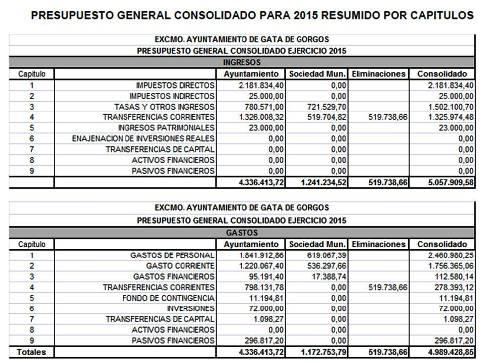 PRESUPUESTO GENERAL CONSOLIDADO PARA 2015 RESUMIDO POR CAPITULOS
EXCMO. AYUNTAMIENTO DE GATA DE GORGOS
PRESUPUESTO GENERAL CONSOLIDADO EJERCICIO 2015
INGRESOS
Capitulo Ayuntamiento Sociedad Mun. Eliminaciones Consolidado
1 IMPUESTOS DIRECTOS 2.181.834,40 0,00 2.181.834,40
2 IMPUESTOS INDIRECTOS 25.000,00 0,00 25.000,00
3 TASAS Y OTROS INGRESOS 780.571,00 721.529,70 1.502.100,70
4 TRANSFERENCIAS CORRIENTES 1.326.008,32 519.704,82 519.738,66 1.325.974,48
5 INGRESOS PATRIMONIALES 23.000,00 0,00 23.000,00
6 ENAJENACION DE INVERSIONES REALES 0,00 0,00 0,00
7 TRANSFERENCIAS DE CAPITAL 0,00 0,00 0,00
8 ACTIVOS FINANCIEROS 0,00 0,00 0,00
9 PASIVOS FINANCIEROS 0,00 0,00 0,00
4.336.413,72 1.241.234,52 519.738,66 5.057.909,58
EXCMO. AYUNTAMIENTO DE GATA DE GORGOS
PRESUPUESTO GENERAL CONSOLIDADO EJERCICIO 2015
GASTOS
Capitulo Ayuntamiento Sociedad Mun. Eliminaciones Consolidado
1 GASTOS DE PERSONAL 1.841.912,86 619.067,39 2.460.980,25
2 GASTO CORRIENTE 1.220.067,40 536.297,66 1.756.365,06
3 GASTOS FINANCIEROS 95.191,40 17.388,74 112.580,14
4 TRANSFERENCIAS CORRIENTES 798.131,78 0,00 519.738,66 278.393,12
5 FONDO DE CONTINGENCIA 11.194,81 0,00 11.194,81
6 INVERSIONES 72.000,00 0,00 72.000,00
7 TRANSFERENCIAS DE CAPITAL 1.098,27 0,00 1.098,27
8 ACTIVOS FINANCIEROS 0,00 0,00 0,00
9 PASIVOS FINANCIEROS 296.817,20 0,00 296.817,20
Totales 4.336.413,72 1.172.753,79 519.738,66 4.989.428,85